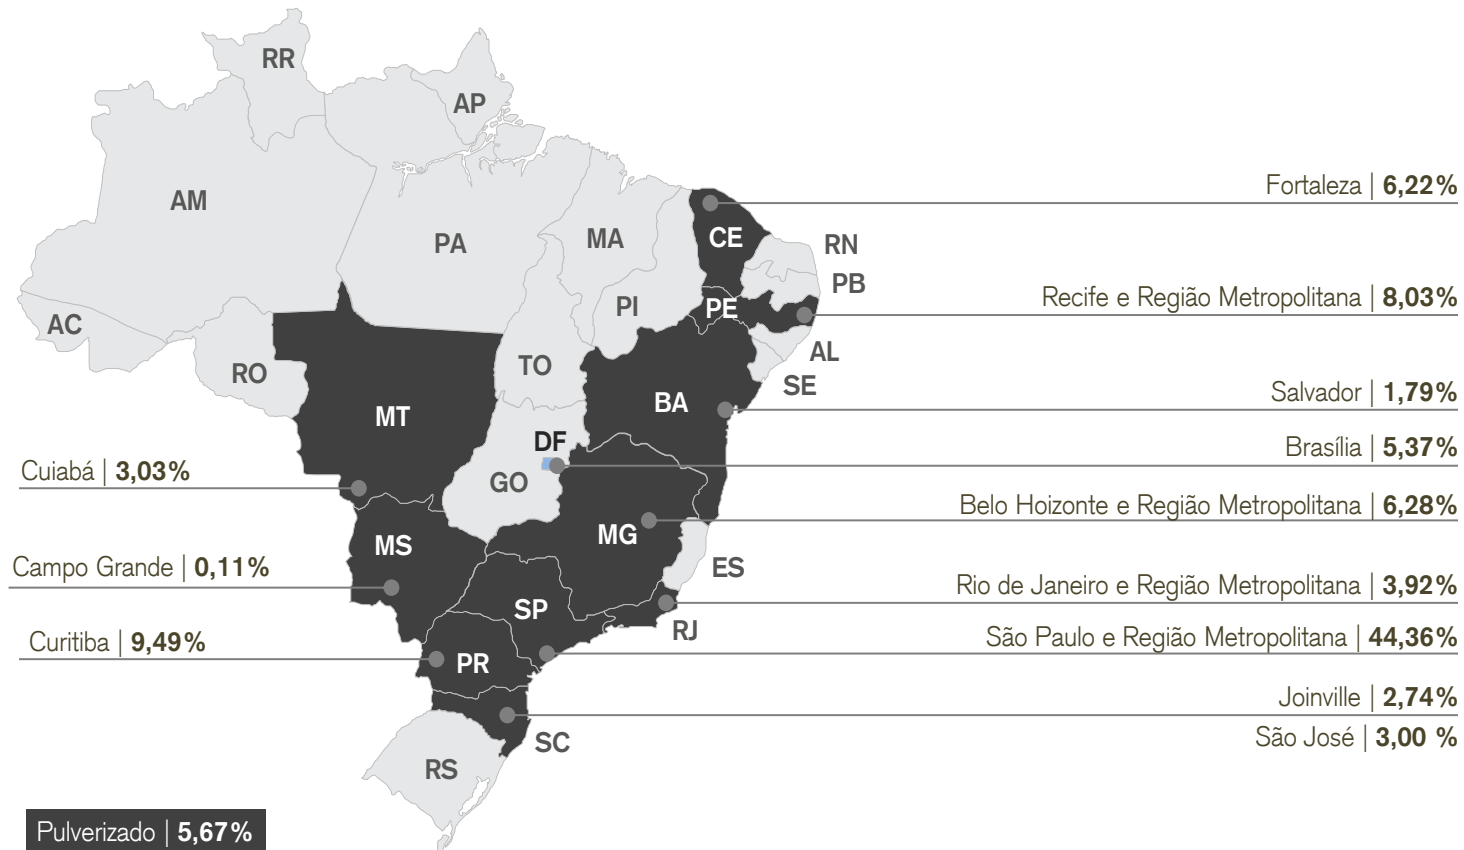 RR
AP
AM
PA
MA
CE
RN
PB
PI
PE
AC
RO
TO
AL
SE
MT
BA
DF
GO
MG
MS
ES
SP
RJ
PR
SC
RS
Fortaleza | 6,22%
Recife e Região Metropolitana | 8,03%
Salvador | 1,79%
Brasília | 5,37%
Belo Hoizonte e Região Metropolitana | 6,28%
Rio de Janeiro e Região Metropolitana | 3,92%
São Paulo e Região Metropolitana | 44,36%
Joinville | 2,74%
São José | 3,00 %
Cuiabá | 3,03%
Campo Grande | 0,11%
Curitiba | 9,49%
Pulverizado | 5,67%